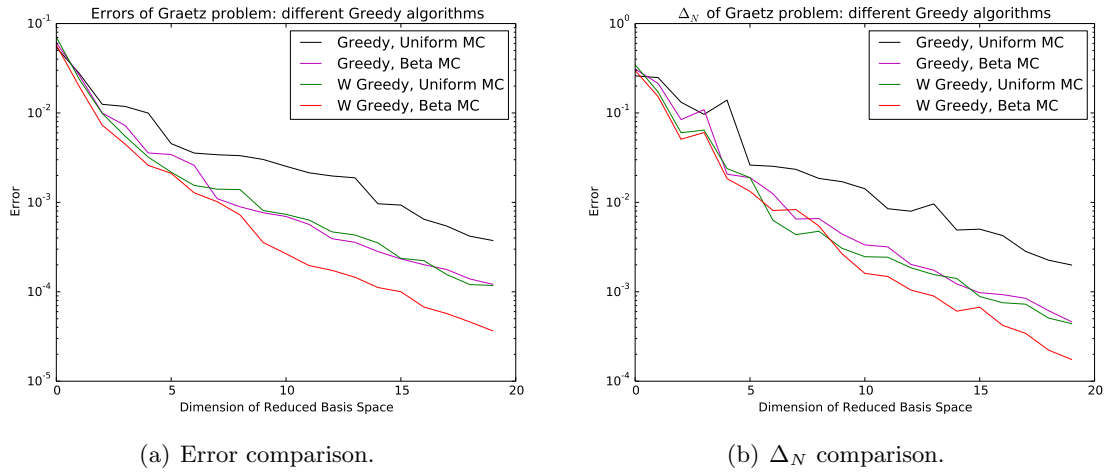 Errors of Graetz problem: different Greedy algorithms
10^-1
10^-2
10^-3
10^-4
10^-5
Error
Greedy, Uniform MC
Greedy, Beta MC
W Greedy, Uniform MC
W Greedy, Beta MC
0 5 10 15 20
Dimension of Reduced Basis Space
(a) Error comparison.
Δ_N of Graetz problem: different Greedy algorithms
10^0
10^-1
10^-2
10^-3
10^-4
Error
Greedy, Uniform MC
Greedy, Beta MC
W Greedy, Uniform MC
W Greedy, Beta MC
0 5 10 15 20
Dimension of Reduced Basis Space
(b) Δ_N comparison.